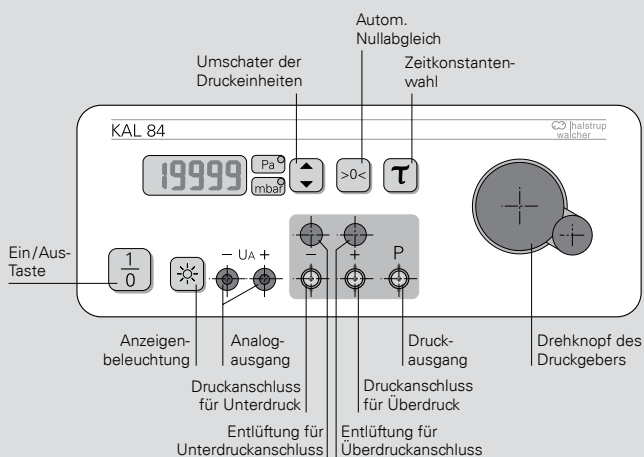 Autom.
Nullabgleich
Umschater der
Druckeinheiten
Zeitkonstanten-
wahl
KAL 84
halstrup
walcher
19999
Pa
mbar
>0<
τ
Ein/Aus-
Taste
1
0
− UA +
−
+
P
Anzeigen-
beleuchtung
Analog-
ausgang
Druck-
ausgang
Drehknopf des
Druckgebers
Druckanschluss
für Unterdruck
Druckanschluss
für Überdruck
Entlüftung für
Unterdruckanschluss
Entlüftung für
Überdruckanschluss